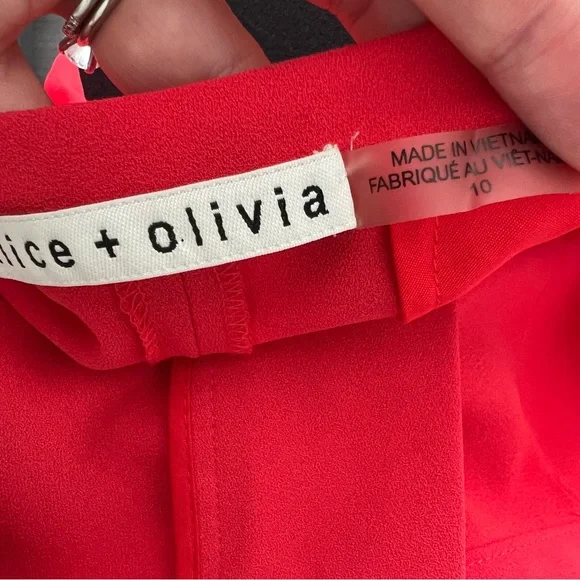 lice + olivia
MADE IN VIETNA
FABRIQUÉ AU VIÊT-NA
10